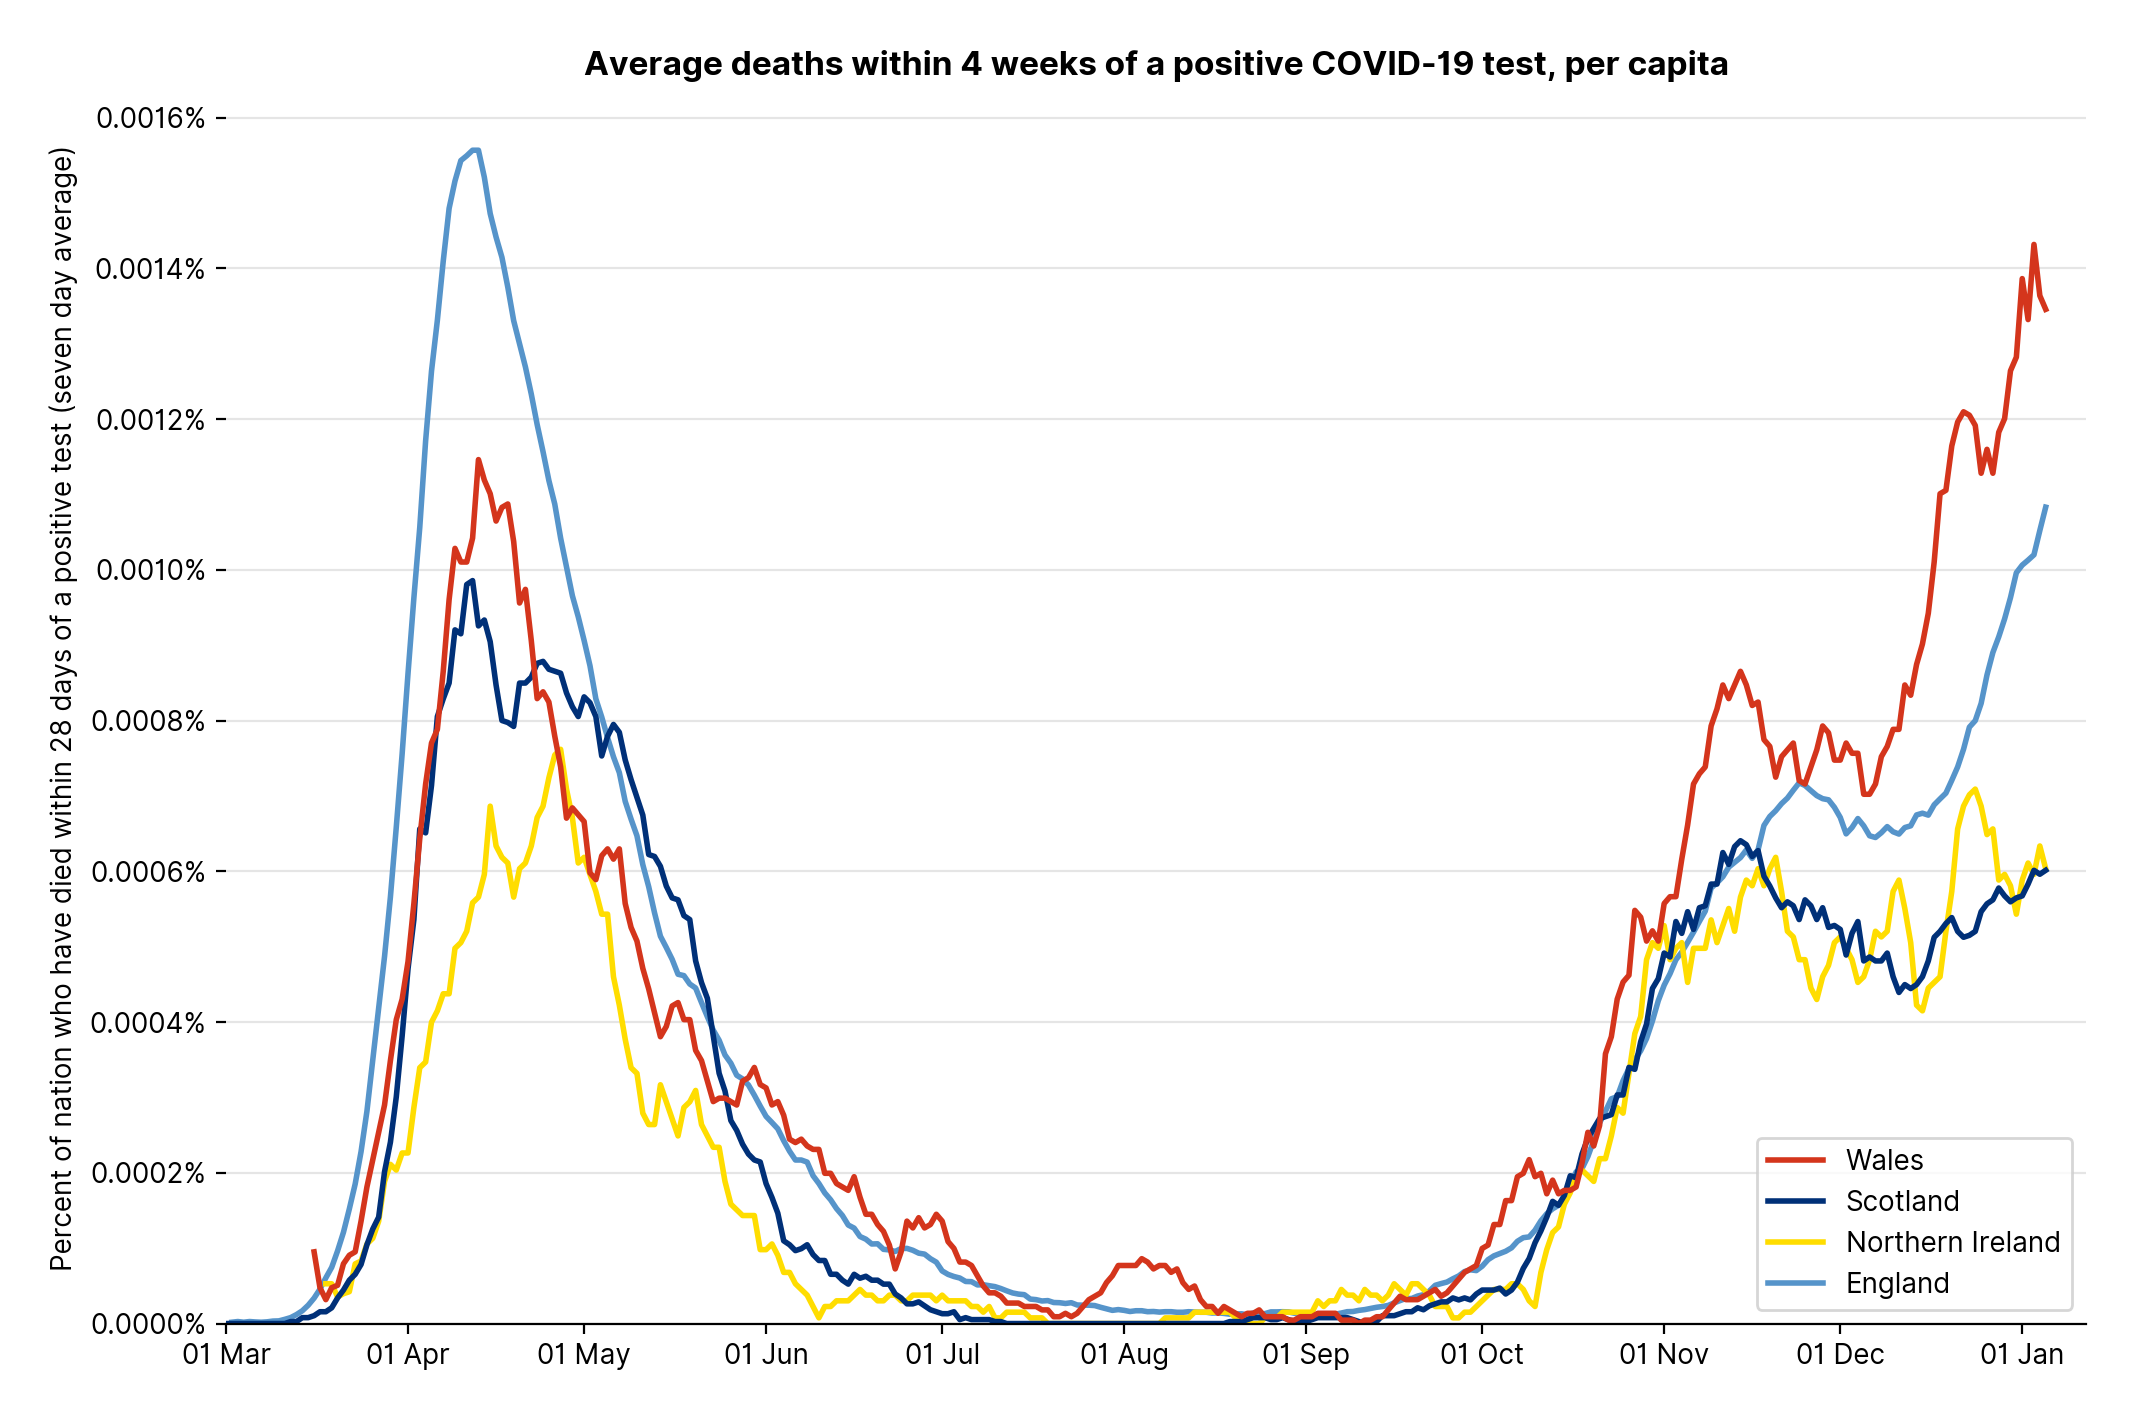 Average deaths within 4 weeks of a positive COVID-19 test, per capita
Percent of nation who have died within 28 days of a positive test (seven day average)
0.0016%
0.0014%
0.0012%
0.0010%
0.0008%
0.0006%
0.0004%
0.0002%
0.0000%
01 Mar
01 Apr
01 May
01 Jun
01 Jul
01 Aug
01 Sep
01 Oct
01 Nov
01 Dec
01 Jan
Wales
Scotland
Northern Ireland
England